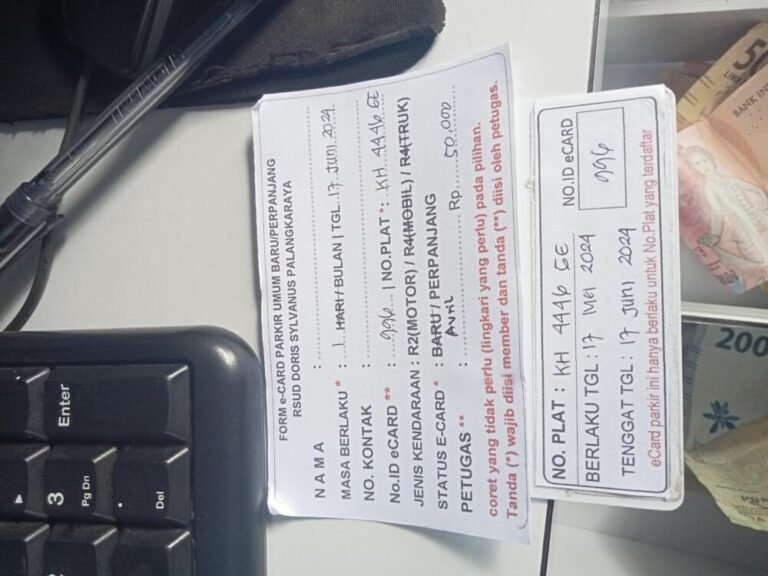 FORM e-CARD PARKIR UMUM BARU/PERPANJANG
RSUD DORIS SYLVANUS PALANGKARAYA
N A M A :
MASA BERLAKU * : 1 HARI / BULAN | TGL. 17 JUNI 2024
NO. KONTAK :
No.ID eCARD ** : 996 | NO.PLAT * : KH 4446 GE
JENIS KENDARAAN : R2(MOTOR) / R4(MOBIL) / R4(TRUK)
STATUS E-CARD * : BARU / PERPANJANG
PETUGAS ** : Avril Rp. 50.000
coret yang tidak perlu (lingkari yang perlu) pada pilihan.
Tanda (*) wajib diisi member dan tanda (**) diisi oleh petugas.
NO. PLAT : KH 4446 GE
BERLAKU TGL : 17 MEI 2024
TENGGAT TGL : 17 JUNI 2024
NO.ID eCARD
996
eCard parkir ini hanya berlaku untuk No.Plat yang terdaftar
Enter
3
Pg Dn
.
Del
BANK IN
200